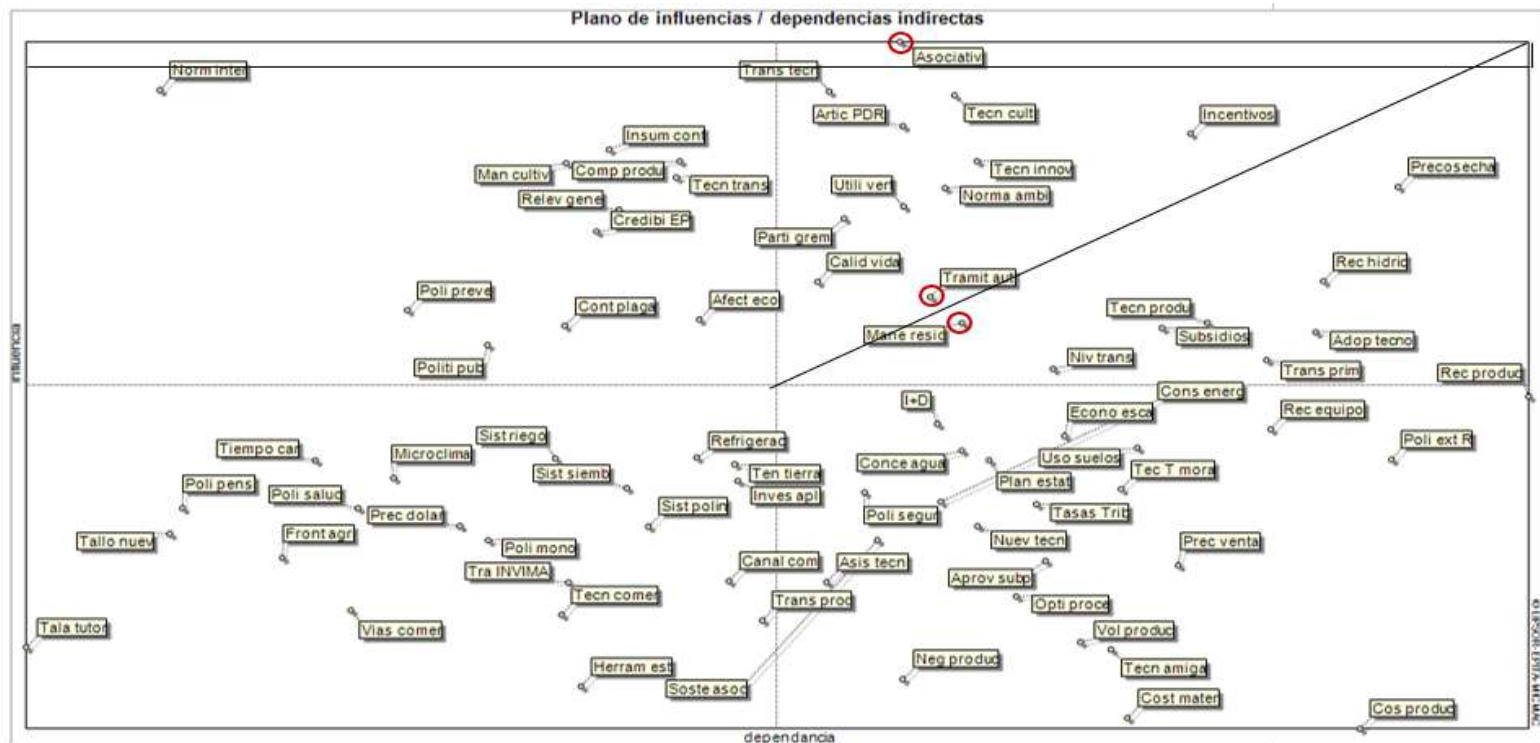 Plano de influencias / dependencias indirectas
Asociativ
Norm inter
Trans tecn
Artic PDR
Tecn cult
Incentivos
Insum cont
Man cultiv
Comp produ
Tecn trans
Utili vert
Tecn innov
Precosecha
Relev gene
Norma ambi
Credibi EP
Parti grem
Calid vida
Tramit aut
Rec hidric
Poli preve
Cont plaga
Afect eco
Tecn produ
Mane resid
Subsidios
Adop tecno
Politi pub
Niv trans
Trans prim
Rec produc
influencia
I+D
Cons energ
Econo esca
Rec equipo
Tiempo car
Microclima
Sist riego
Refrigerac
Conce agua
Uso suelos
Poli ext R
Sist siemb
Ten tierra
Tec T mora
Poli pens
Poli saluc
Inves apl
Plan estat
Prec dolar
Sist polin
Poli segur
Tasas Trib
Tallo nuev
Front agr
Poli mono
Nuev tecn
Prec venta
Tra INVIMA
Canal com
Asis tecn
Aprov subp
Tecn comer
Trans proc
Opti proce
Tala tutor
Vias comer
Vol produc
Herram est
Soste asoc
Neg produc
Tecn amiga
Cost mater
Cos produc
dependancia